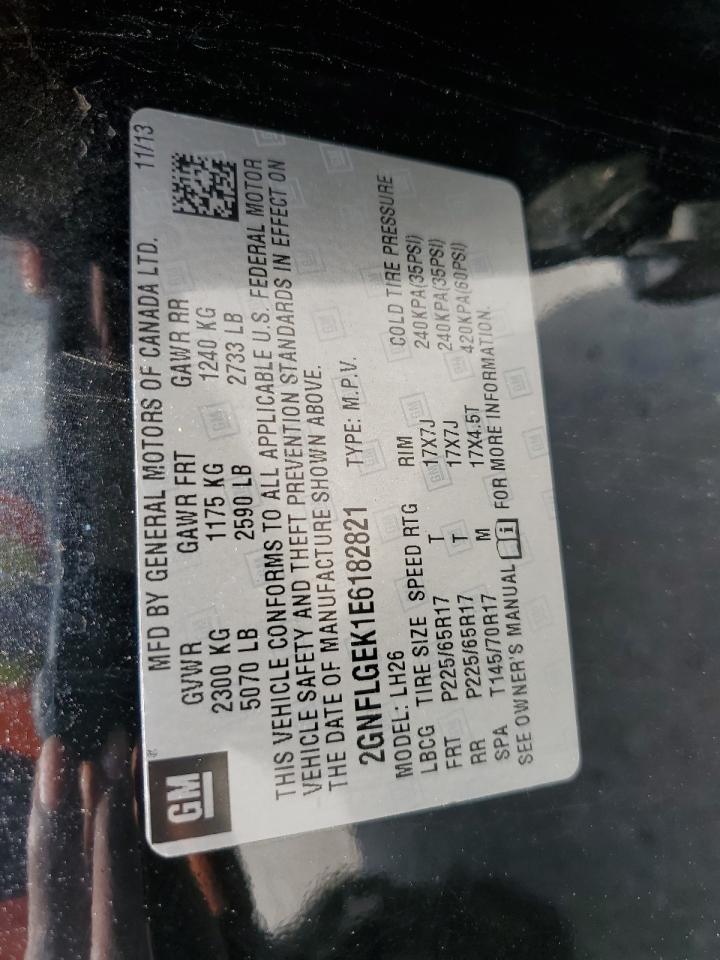 GM
MFD BY GENERAL MOTORS OF CANADA LTD. 11/13
GVWR GAWR FRT GAWR RR
2300 KG 1175 KG 1240 KG
5070 LB 2590 LB 2733 LB
THIS VEHICLE CONFORMS TO ALL APPLICABLE U.S. FEDERAL MOTOR
VEHICLE SAFETY AND THEFT PREVENTION STANDARDS IN EFFECT ON
THE DATE OF MANUFACTURE SHOWN ABOVE.
2GNFLGEK1E6182821 TYPE: M.P.V.
MODEL: LH26
LBCG TIRE SIZE SPEED RTG RIM COLD TIRE PRESSURE
FRT P225/65R17 T 17X7J 240KPA(35PSI)
RR P225/65R17 T 17X7J 240KPA(35PSI)
SPA T145/70R17 M 17X4.5T 420KPA(60PSI)
SEE OWNER'S MANUAL FOR MORE INFORMATION.